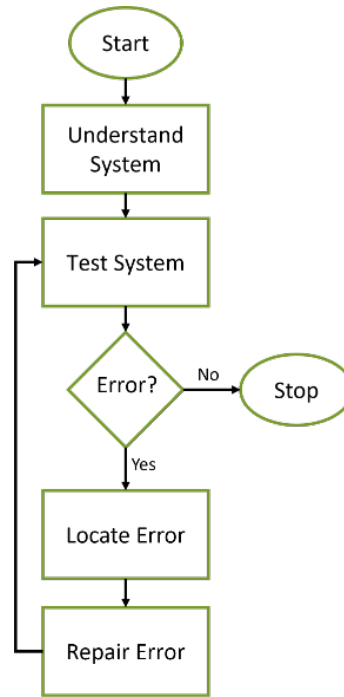 Start
Understand
System
Test System
Error?
No
Stop
Yes
Locate Error
Repair Error